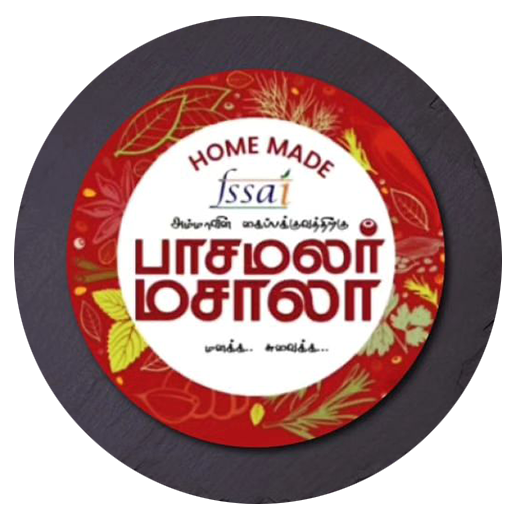 HOME MADE
fssai
அம்மாவின் கைப்பக்குவத்திற்கு
பாசமலர்
மசாலா
மணக்க.. சுவைக்க...